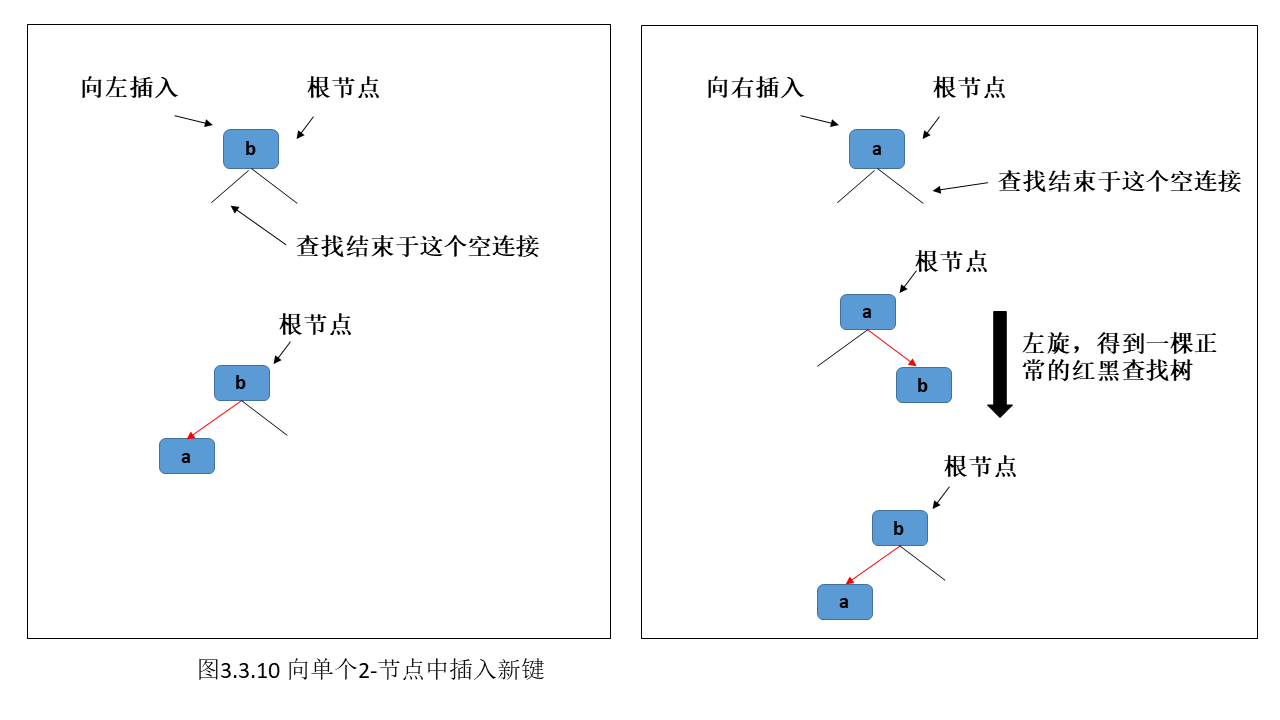 向左插入
根节点
b
查找结束于这个空连接
根节点
b
a
向右插入
根节点
a
查找结束于这个空连接
根节点
a
b
左旋，得到一棵正
常的红黑查找树
根节点
b
a
图3.3.10 向单个2-节点中插入新键